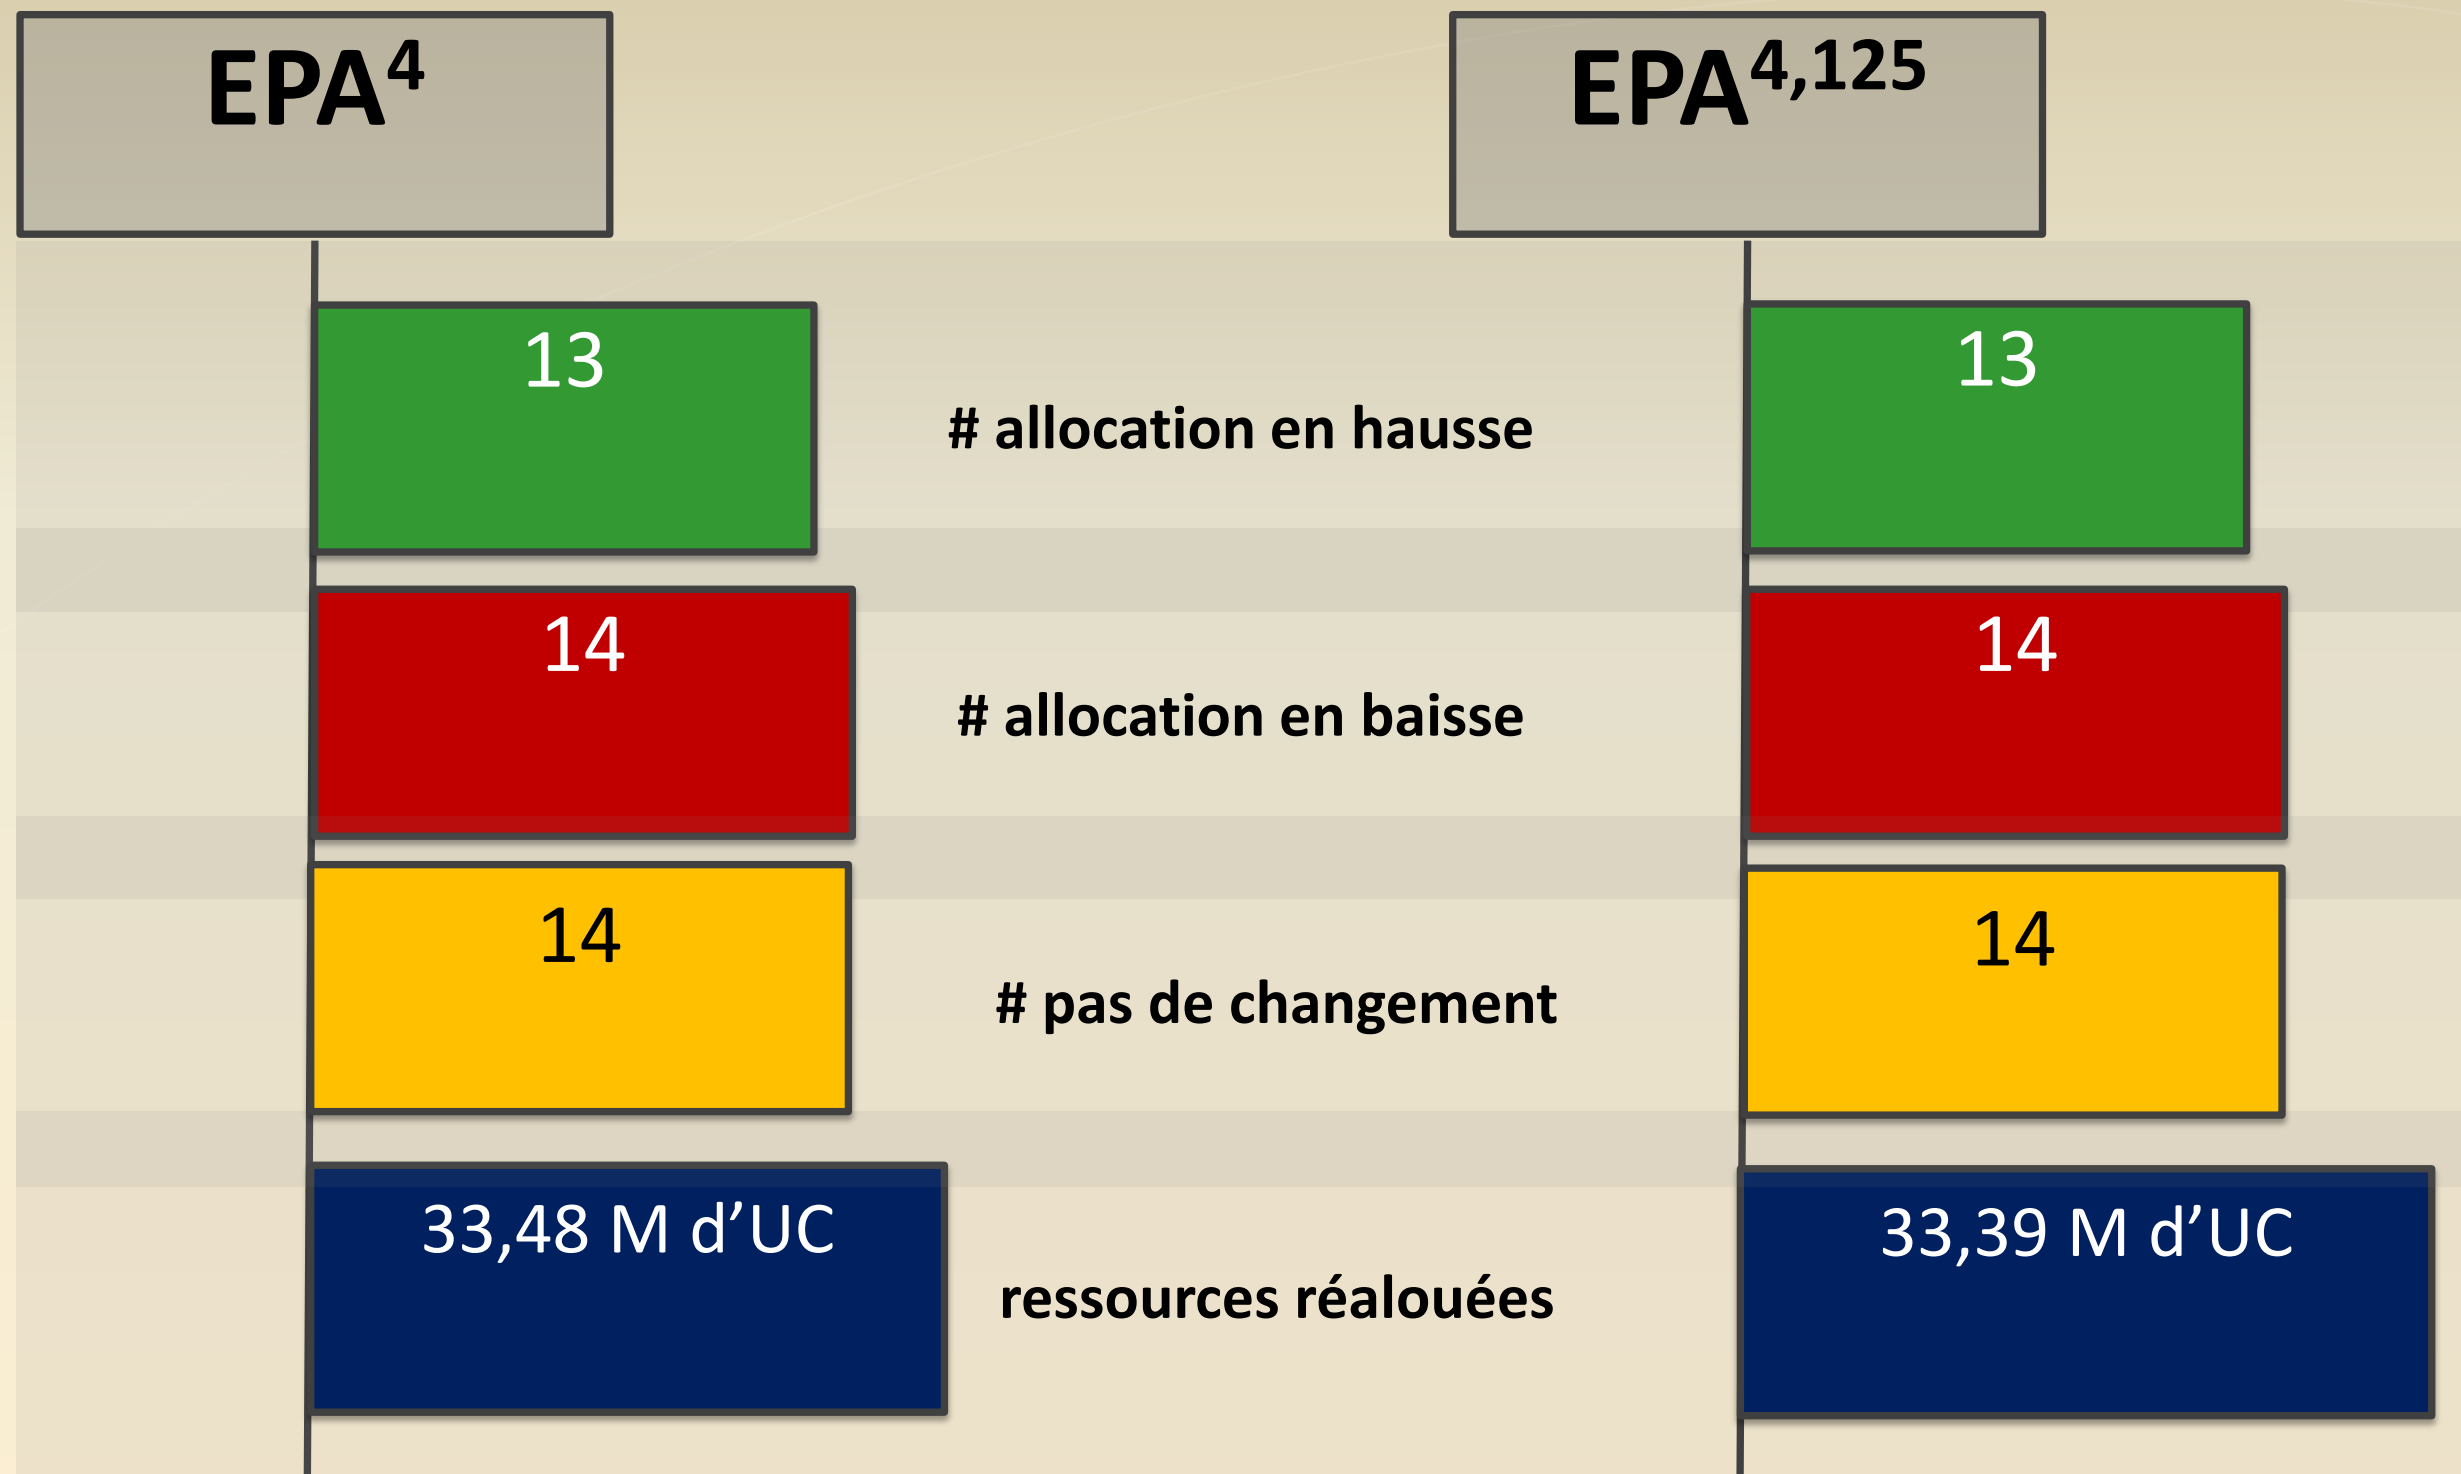 EPA4
EPA4,125
13
# allocation en hausse
13
14
# allocation en baisse
14
14
# pas de changement
14
33,48 M d’UC
ressources réalouées
33,39 M d’UC